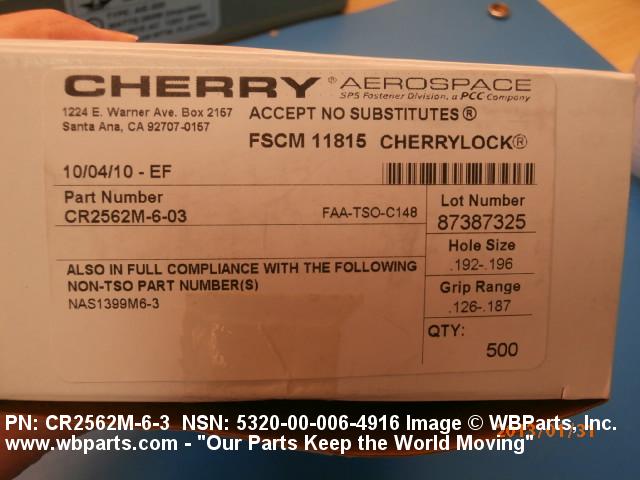 CHERRY® AEROSPACE
SPS Fastener Division, a PCC Company
1224 E. Warner Ave. Box 2157
Santa Ana, CA 92707-0157
ACCEPT NO SUBSTITUTES®
FSCM 11815 CHERRYLOCK®
10/04/10 - EF
Part Number
CR2562M-6-03
FAA-TSO-C148
Lot Number
87387325
Hole Size
.192-.196
ALSO IN FULL COMPLIANCE WITH THE FOLLOWING
NON-TSO PART NUMBER(S)
NAS1399M6-3
Grip Range
.126-.187
QTY:
500
PN: CR2562M-6-3 NSN: 5320-00-006-4916 Image © WBParts, Inc.
www.wbparts.com - "Our Parts Keep the World Moving"
2013/01/31